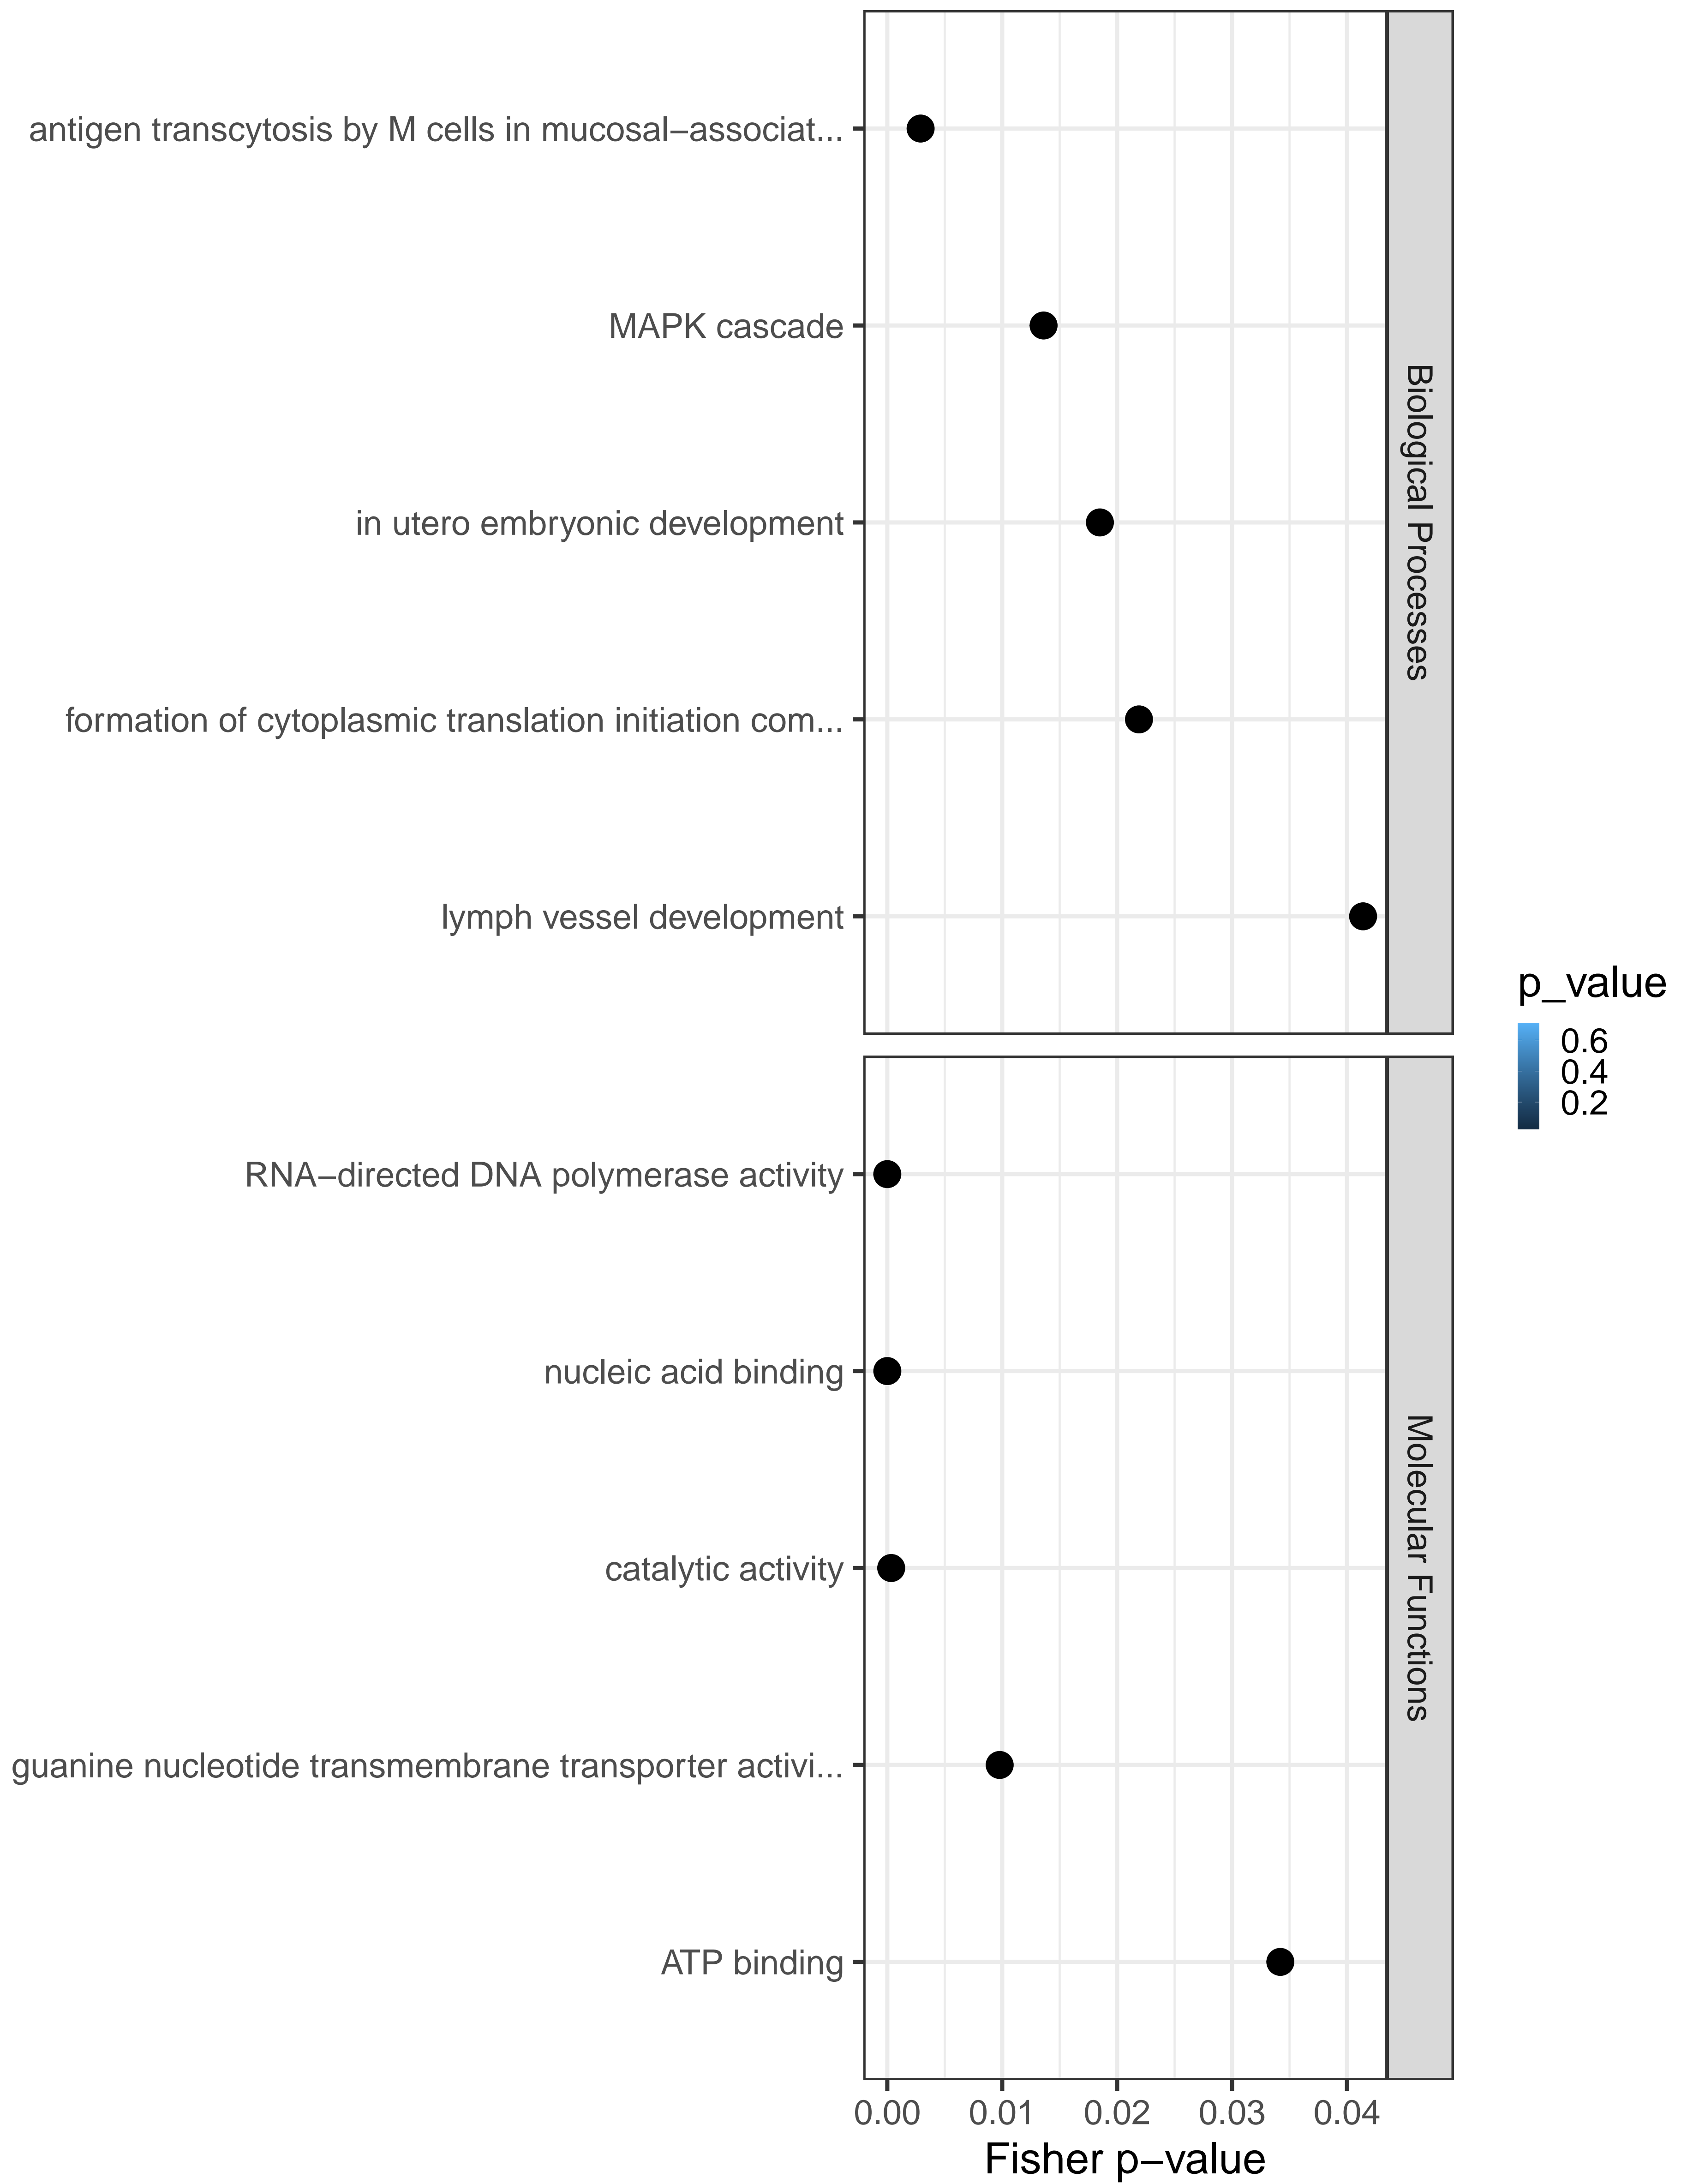 antigen transcytosis by M cells in mucosal−associat...
MAPK cascade
in utero embryonic development
formation of cytoplasmic translation initiation com...
lymph vessel development
Biological Processes
RNA−directed DNA polymerase activity
nucleic acid binding
catalytic activity
guanine nucleotide transmembrane transporter activi...
ATP binding
Molecular Functions
0.00 0.01 0.02 0.03 0.04
Fisher p−value
p_value
0.6
0.4
0.2